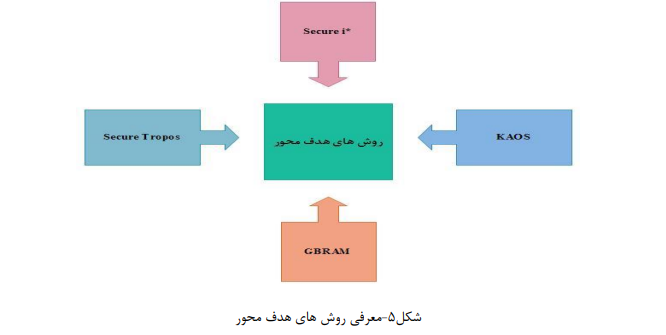 Secure i*
Secure Tropos
روش های هدف محور
KAOS
GBRAM
شکل۵-معرفی روش های هدف محور